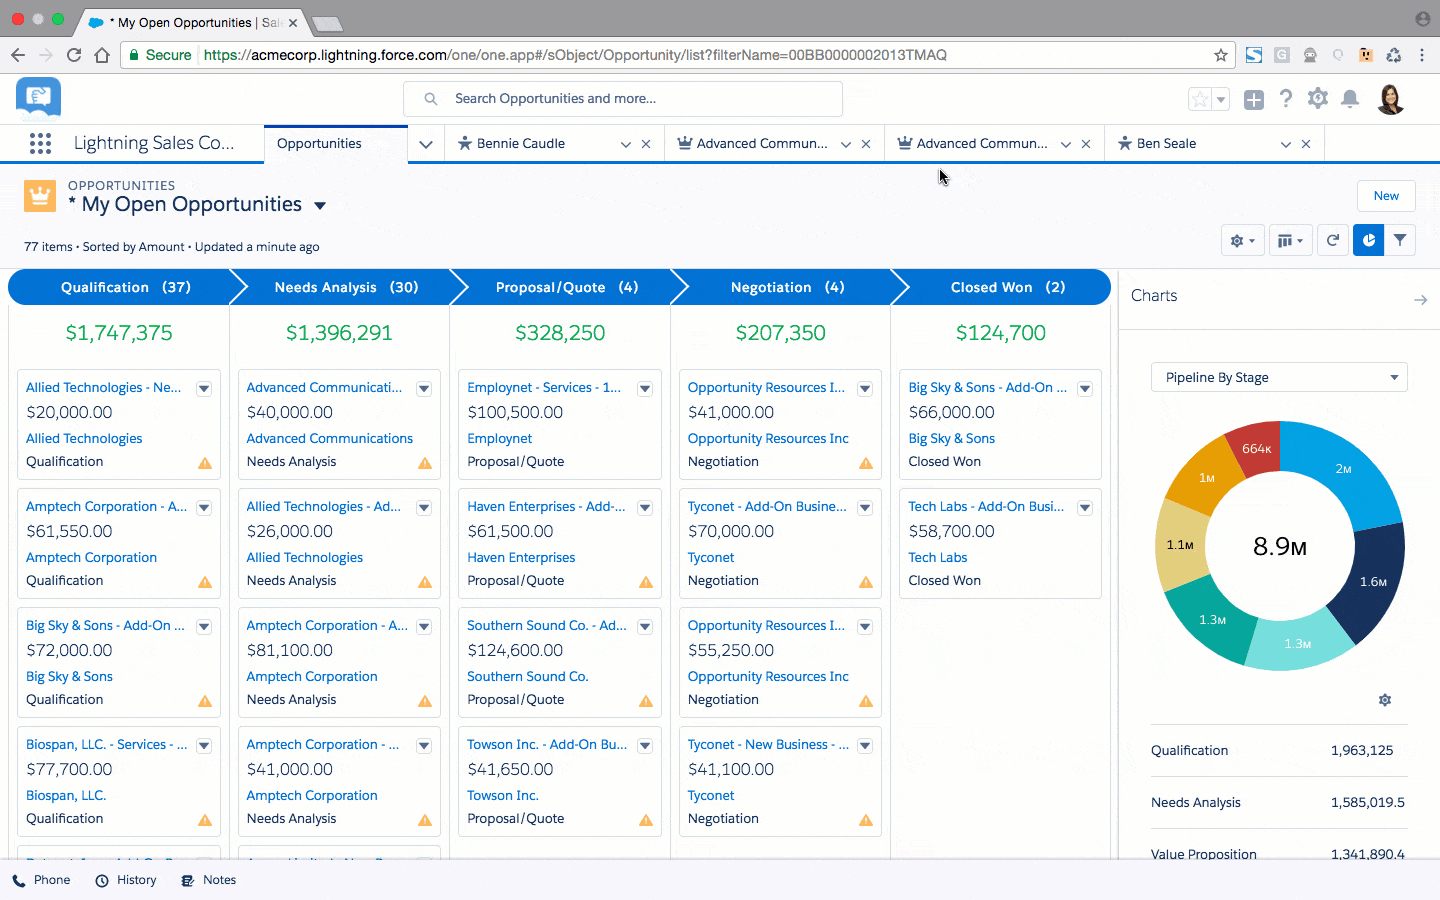 * My Open Opportunities | Sal
Secure https://acmecorp.lightning.force.com/one/one.app#/sObject/Opportunity/list?filterName=00BB0000002013TMAQ
Search Opportunities and more...
Lightning Sales Co... Opportunities Bennie Caudle Advanced Commun... Advanced Commun... Ben Seale
OPPORTUNITIES
* My Open Opportunities
New
77 items • Sorted by Amount • Updated a minute ago
Qualification (37) Needs Analysis (30) Proposal/Quote (4) Negotiation (4) Closed Won (2)
$1,747,375 $1,396,291 $328,250 $207,350 $124,700
Allied Technologies - Ne... Advanced Communicati... Employnet - Services - 1... Opportunity Resources I... Big Sky & Sons - Add-On ...
$20,000.00 $40,000.00 $100,500.00 $41,000.00 $66,000.00
Allied Technologies Advanced Communications Employnet Opportunity Resources Inc Big Sky & Sons
Qualification Needs Analysis Proposal/Quote Negotiation Closed Won
Amptech Corporation - A... Allied Technologies - Ad... Haven Enterprises - Add-... Tyconet - Add-On Busine... Tech Labs - Add-On Busi...
$61,550.00 $26,000.00 $61,500.00 $70,000.00 $58,700.00
Amptech Corporation Allied Technologies Haven Enterprises Tyconet Tech Labs
Qualification Needs Analysis Proposal/Quote Negotiation Closed Won
Big Sky & Sons - Add-On ... Amptech Corporation - A... Southern Sound Co. - Ad... Opportunity Resources I...
$72,000.00 $81,100.00 $124,600.00 $55,250.00
Big Sky & Sons Amptech Corporation Southern Sound Co. Opportunity Resources Inc
Qualification Needs Analysis Proposal/Quote Negotiation
Biospan, LLC. - Services - ... Amptech Corporation - ... Towson Inc. - Add-On Bu... Tyconet - New Business - ...
$77,700.00 $41,000.00 $41,650.00 $41,100.00
Biospan, LLC. Amptech Corporation Towson Inc. Tyconet
Qualification Needs Analysis Proposal/Quote Negotiation
Charts
Pipeline By Stage
664K
2M
1M
1.1M
8.9M
1.6M
1.3M
1.3M
Qualification 1,963,125
Needs Analysis 1,585,019.5
Value Proposition 1,341,890.4
Phone History Notes